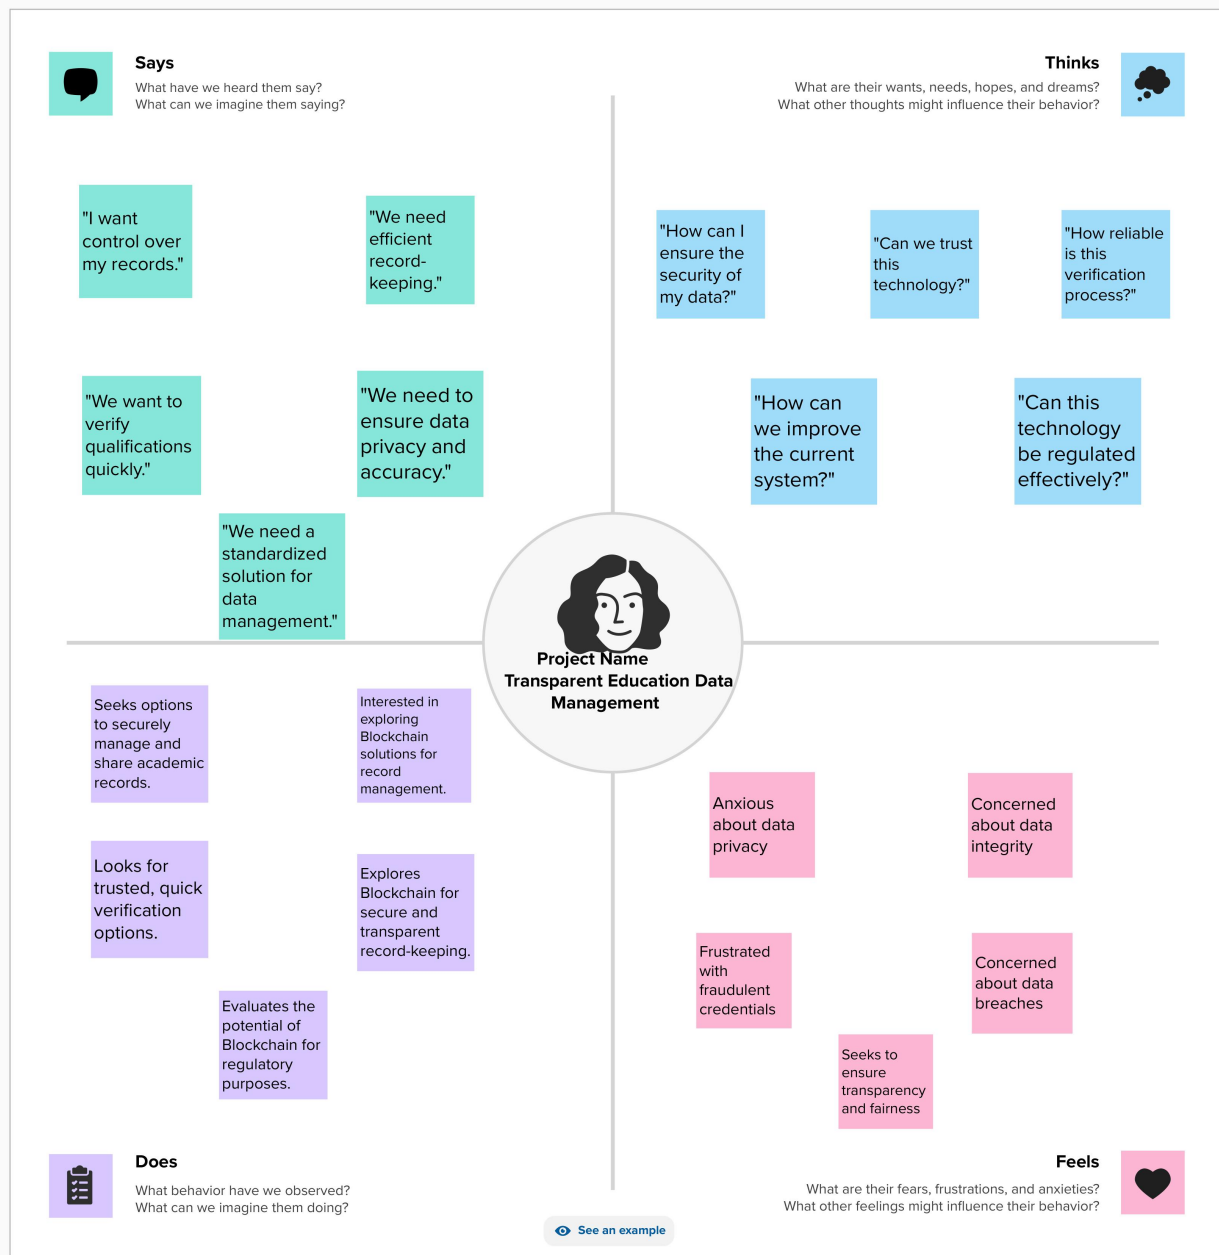 Says
What have we heard them say?
What can we imagine them saying?
Thinks
What are their wants, needs, hopes, and dreams?
What other thoughts might influence their behavior?
"I want
control over
my records."
"We need
efficient
record-
keeping."
"We want to
verify
qualifications
quickly."
"We need to
ensure data
privacy and
accuracy."
"We need a
standardized
solution for
data
management."
"How can I
ensure the
security of
my data?"
"Can we trust
this
technology?"
"How reliable
is this
verification
process?"
"How can
we improve
the current
system?"
"Can this
technology
be regulated
effectively?"
Project Name
Transparent Education Data
Management
Seeks options
to securely
manage and
share academic
records.
Interested in
exploring
Blockchain
solutions for
record
management.
Looks for
trusted, quick
verification
options.
Explores
Blockchain for
secure and
transparent
record-keeping.
Evaluates the
potential of
Blockchain for
regulatory
purposes.
Anxious
about data
privacy
Concerned
about data
integrity
Frustrated
with
fraudulent
credentials
Concerned
about data
breaches
Seeks to
ensure
transparency
and fairness
Does
What behavior have we observed?
What can we imagine them doing?
Feels
What are their fears, frustrations, and anxieties?
What other feelings might influence their behavior?
See an example